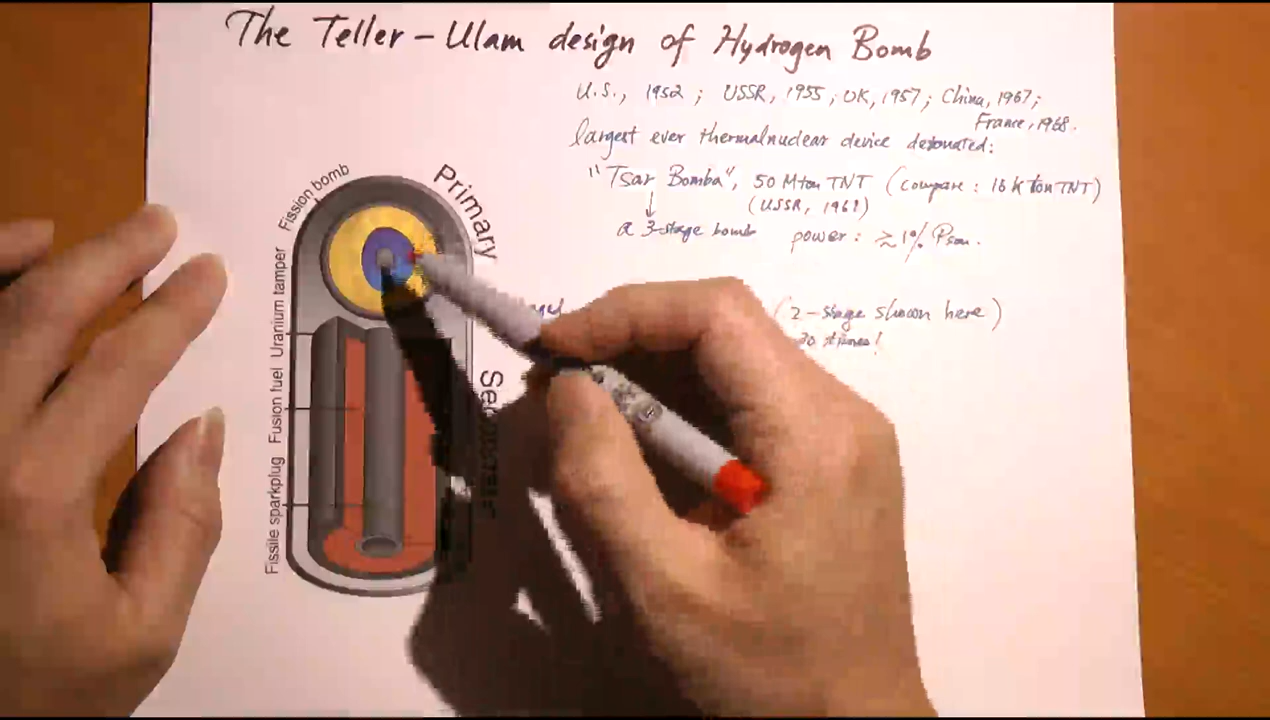 The Teller-Ulam design of Hydrogen Bomb
U.S., 1952 ; USSR, 1955 ; UK, 1957 ; China, 1967 ;
France, 1968.
largest ever thermalnuclear device detonated:
"Tsar Bomba", 50 Mton TNT (compare : 16 k ton TNT)
(USSR, 1961)
a 3-stage bomb power : ≳ 1% Psun.
(2-stage shown here)
times!
Fission bomb
Primary
Uranium tamper
Fusion fuel
Fissile sparkplug